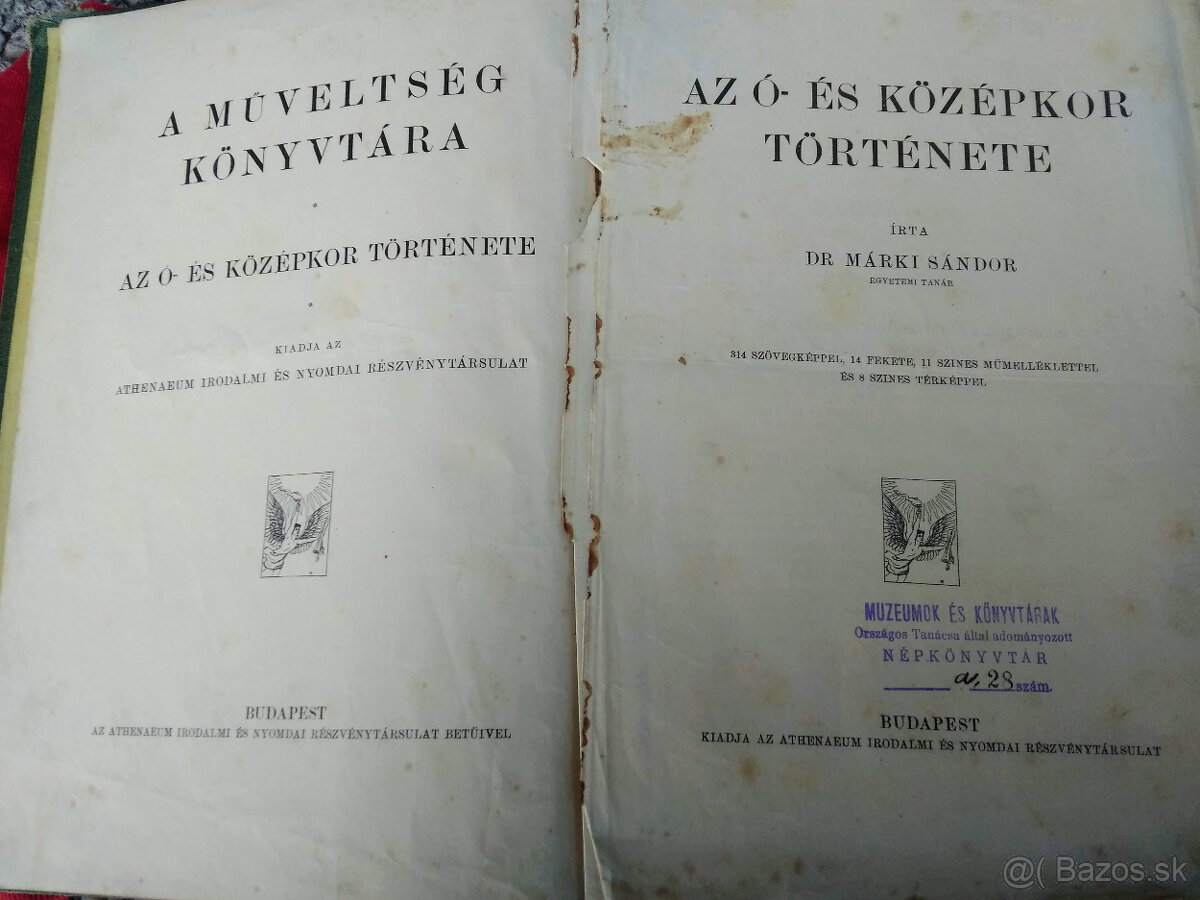 A MŰVELTSÉG
KÖNYVTÁRA
AZ Ó- ÉS KÖZÉPKOR TÖRTÉNETE
KIADJA AZ
ATHENAEUM IRODALMI ÉS NYOMDAI RÉSZVÉNYTÁRSULAT
BUDAPEST
AZ ATHENAEUM IRODALMI ÉS NYOMDAI RÉSZVÉNYTÁRSULAT BETŰIVEL
AZ Ó- ÉS KÖZÉPKOR
TÖRTÉNETE
ÍRTA
DR MÁRKI SÁNDOR
EGYETEMI TANÁR
314 SZÖVEGKÉPPEL, 14 FEKETE, 11 SZINES MŰMELLÉKLETTEL
ÉS 8 SZINES TÉRKÉPPEL
MUZEUMOK ÉS KÖNYVTÁRAK
Országos Tanácsa által adományozott
NÉPKÖNYVTÁR
a, 28 szám.
BUDAPEST
KIADJA AZ ATHENAEUM IRODALMI ÉS NYOMDAI RÉSZVÉNYTÁRSULAT
@( Bazos.sk